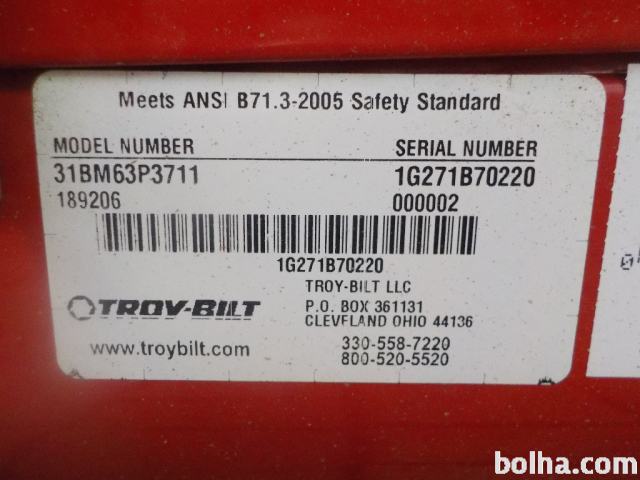 Meets ANSI B71.3-2005 Safety Standard
MODEL NUMBER SERIAL NUMBER
31BM63P3711 1G271B70220
189206 000002
1G271B70220
TROY-BILT LLC
TROY-BILT P.O. BOX 361131
CLEVELAND OHIO 44136
www.troybilt.com 330-558-7220
800-520-5520
bolha.com